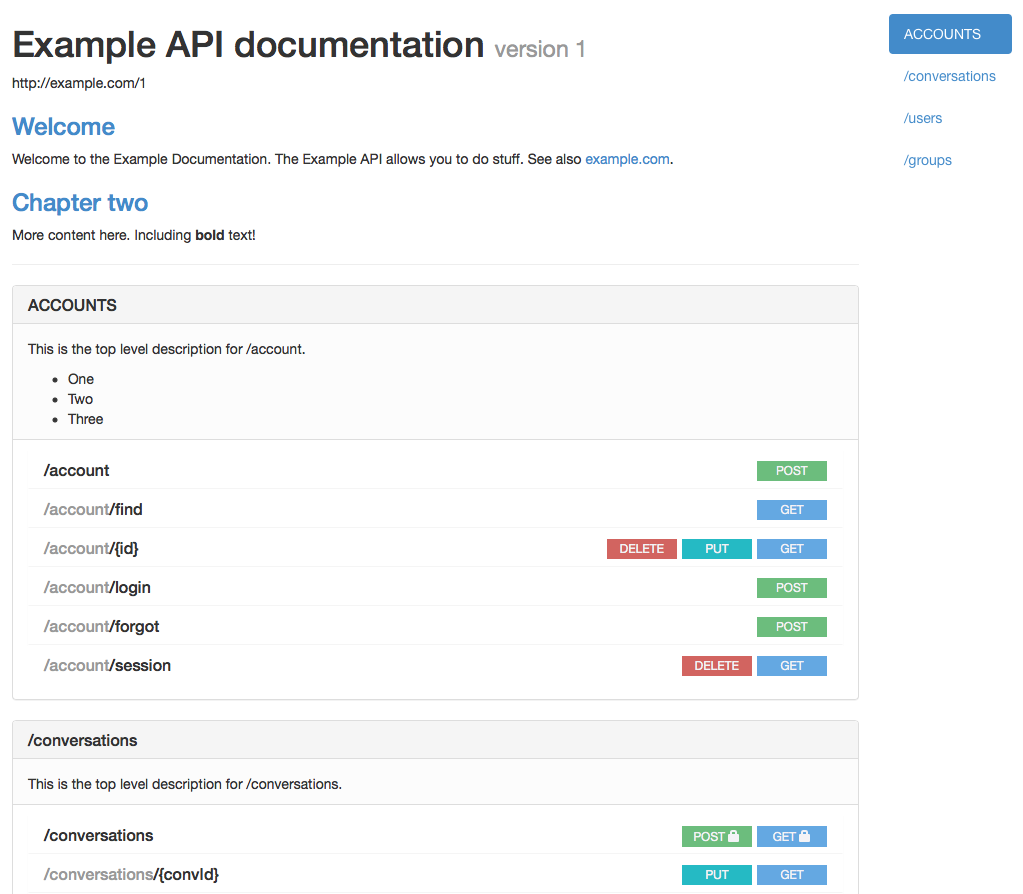 Example API documentation version 1
http://example.com/1
Welcome
Welcome to the Example Documentation. The Example API allows you to do stuff. See also example.com.
Chapter two
More content here. Including bold text!
ACCOUNTS
/conversations
/users
/groups
ACCOUNTS
This is the top level description for /account.
One
Two
Three
/account POST
/account/find GET
/account/{id} DELETE PUT GET
/account/login POST
/account/forgot POST
/account/session DELETE GET
/conversations
This is the top level description for /conversations.
/conversations POST GET
/conversations/{convId} PUT GET